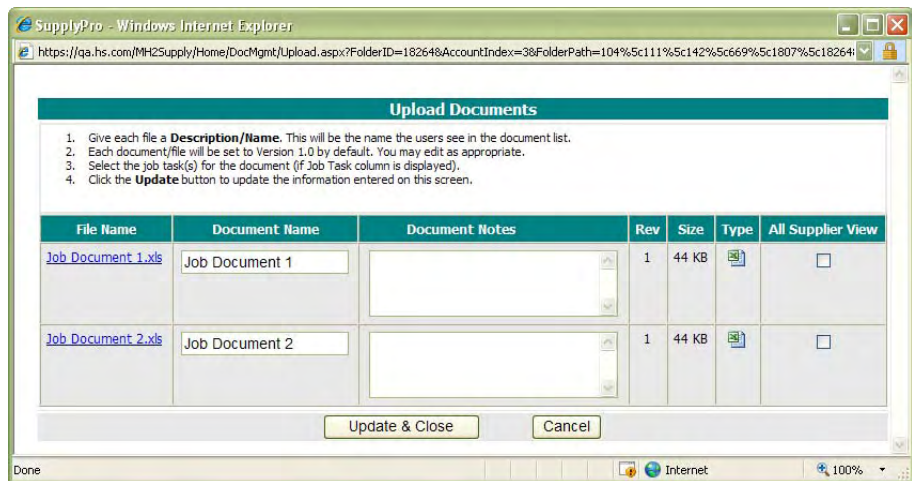 SupplyPro - Windows Internet Explorer
https://qa.hs.com/MH2Supply/Home/DocMgmt/Upload.aspx?FolderID=18264&AccountIndex=3&FolderPath=104%5c111%5c142%5c669%5c1807%5c18264
Upload Documents
1. Give each file a Description/Name. This will be the name the users see in the document list.
2. Each document/file will be set to Version 1.0 by default. You may edit as appropriate.
3. Select the job task(s) for the document (if Job Task column is displayed).
4. Click the Update button to update the information entered on this screen.
File Name Document Name Document Notes Rev Size Type All Supplier View
Job Document 1.xls Job Document 1 1 44 KB
Job Document 2.xls Job Document 2 1 44 KB
Update & Close Cancel
Done Internet 100%